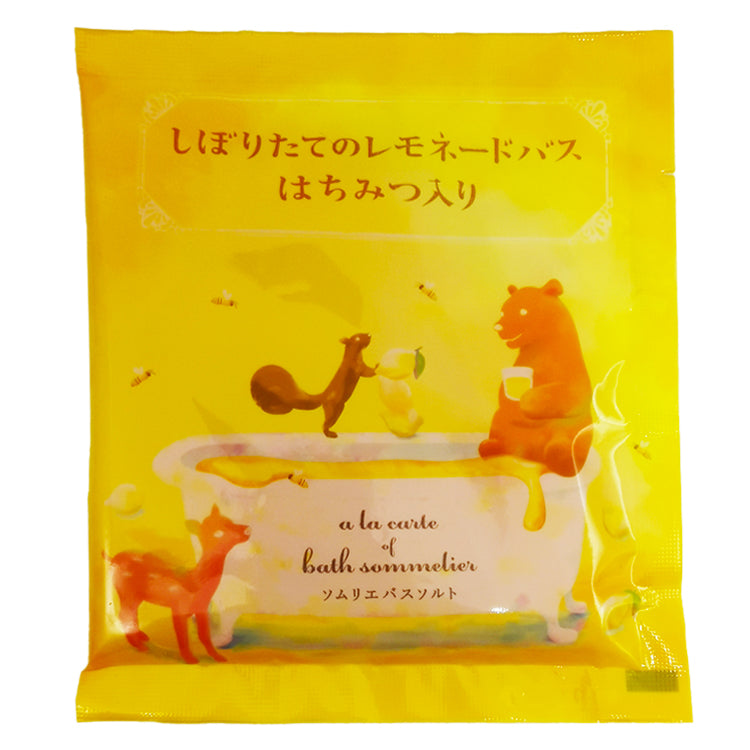 しぼりたてのレモネードバス
はちみつ入り
a la carte
of
bath sommelier
ソムリエバスソルト